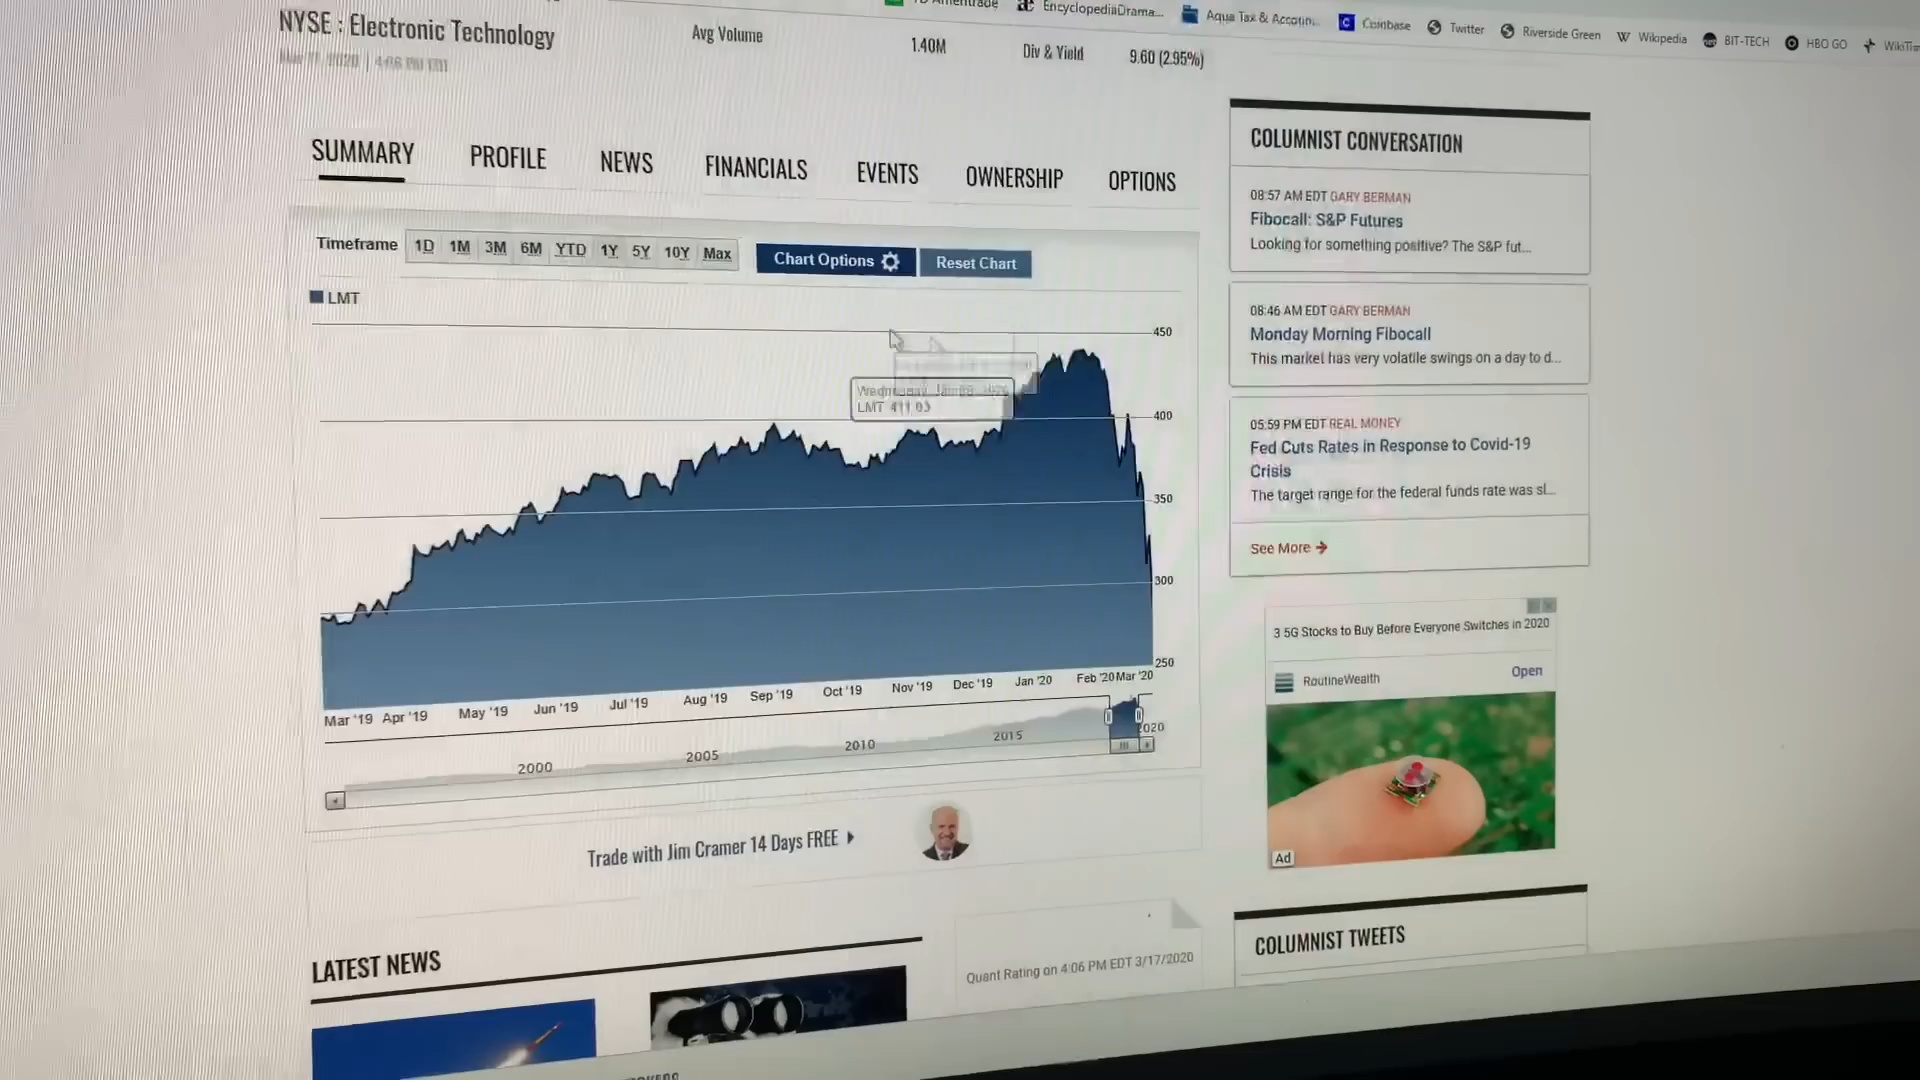 EncyclopediaDrama...
Aqua Tax & Accoun...
Coinbase
Twitter
Riverside Green
Wikipedia
BIT-TECH
HBO GO
NYSE : Electronic Technology
Avg Volume
1.40M
Div & Yield
9.60 (2.95%)
SUMMARY
PROFILE
NEWS
FINANCIALS
EVENTS
OWNERSHIP
OPTIONS
Timeframe
1D 1M 3M 6M YTD 1Y 5Y 10Y Max
Chart Options
Reset Chart
LMT
450
400
350
300
250
LMT 411.03
Mar '19 Apr '19 May '19 Jun '19 Jul '19 Aug '19 Sep '19 Oct '19 Nov '19 Dec '19 Jan '20 Feb '20 Mar '20
2000 2005 2010 2015 2020
Trade with Jim Cramer 14 Days FREE
LATEST NEWS
Quant Rating on 4:06 PM EDT 3/17/2020
COLUMNIST CONVERSATION
08:57 AM EDT GARY BERMAN
Fibocall: S&P Futures
Looking for something positive? The S&P fut...
08:46 AM EDT GARY BERMAN
Monday Morning Fibocall
This market has very volatile swings on a day to d...
05:59 PM EDT REAL MONEY
Fed Cuts Rates in Response to Covid-19
Crisis
The target range for the federal funds rate was sl...
See More
3 5G Stocks to Buy Before Everyone Switches in 2020
RoutineWealth
Open
Ad
COLUMNIST TWEETS